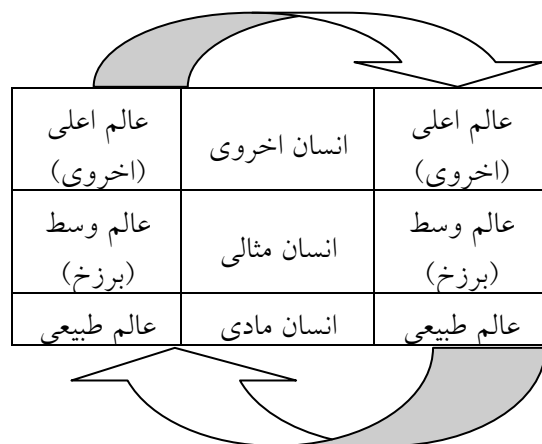 عالم اعلی
(اخروی)
انسان اخروی
عالم اعلی
(اخروی)
عالم وسط
(برزخ)
انسان مثالی
عالم وسط
(برزخ)
عالم طبیعی
انسان مادی
عالم طبیعی